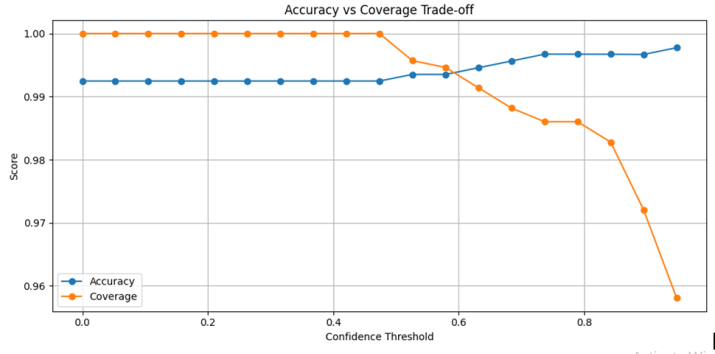 Accuracy vs Coverage Trade-off
1.00
0.99
0.98
0.97
0.96
Score
Accuracy
Coverage
0.0 0.2 0.4 0.6 0.8
Confidence Threshold